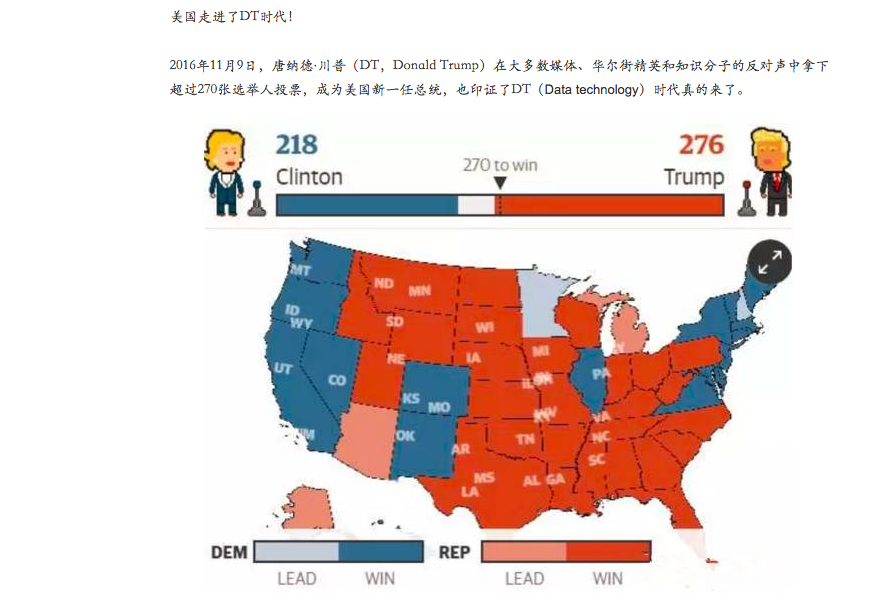 美国走进了DT时代！
2016年11月9日，唐纳德·川普（DT，Donald Trump）在大多数媒体、华尔街精英和知识分子的反对声中拿下
超过270张选举人投票，成为美国新一任总统，也印证了DT（Data technology）时代真的来了。
218 276
Clinton 270 to win Trump
MT
ND MN
ID
WY SD WI
NE IA MI
UT CO PA
KS MO
OK TN VA NC
AR SC
MS AL GA
LA
DEM REP
LEAD WIN LEAD WIN